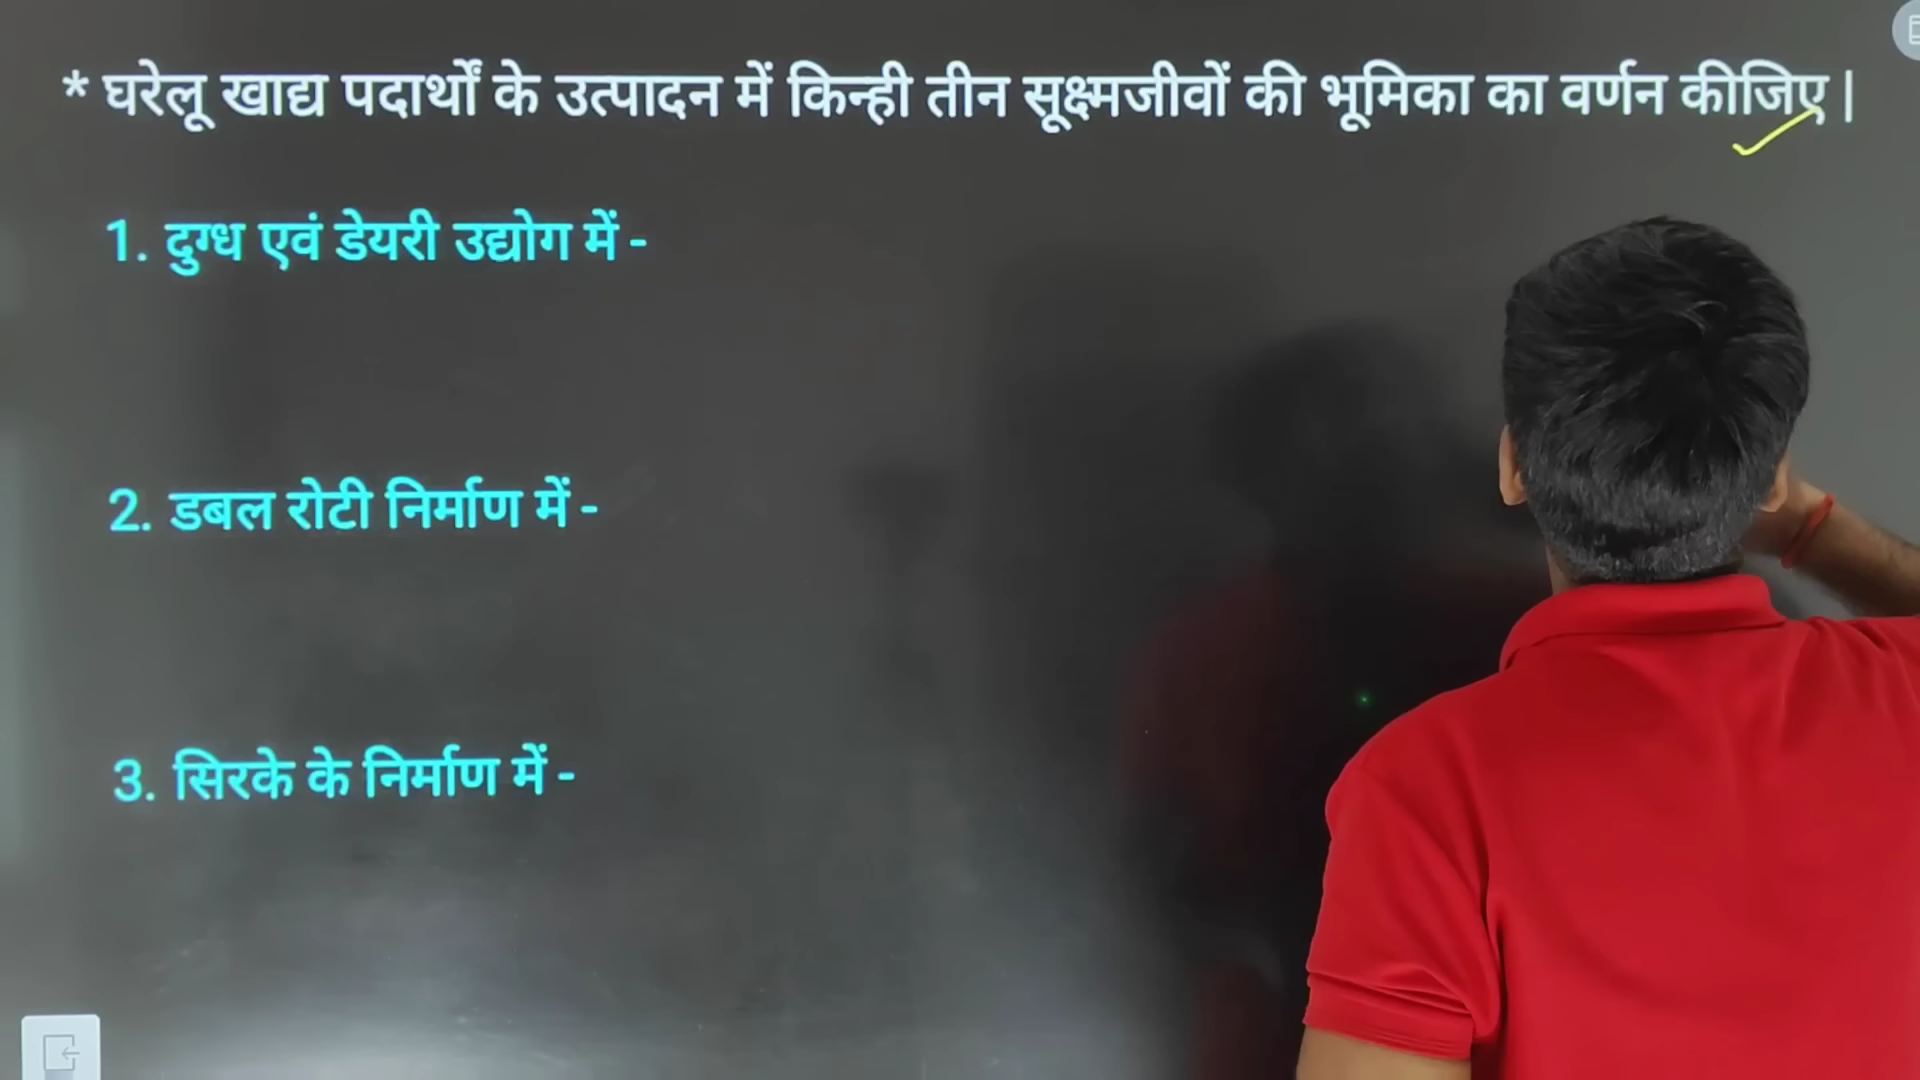 * घरेलू खाद्य पदार्थों के उत्पादन में किन्ही तीन सूक्ष्मजीवों की भूमिका का वर्णन कीजिए |
1. दुग्ध एवं डेयरी उद्योग में -
2. डबल रोटी निर्माण में -
3. सिरके के निर्माण में -